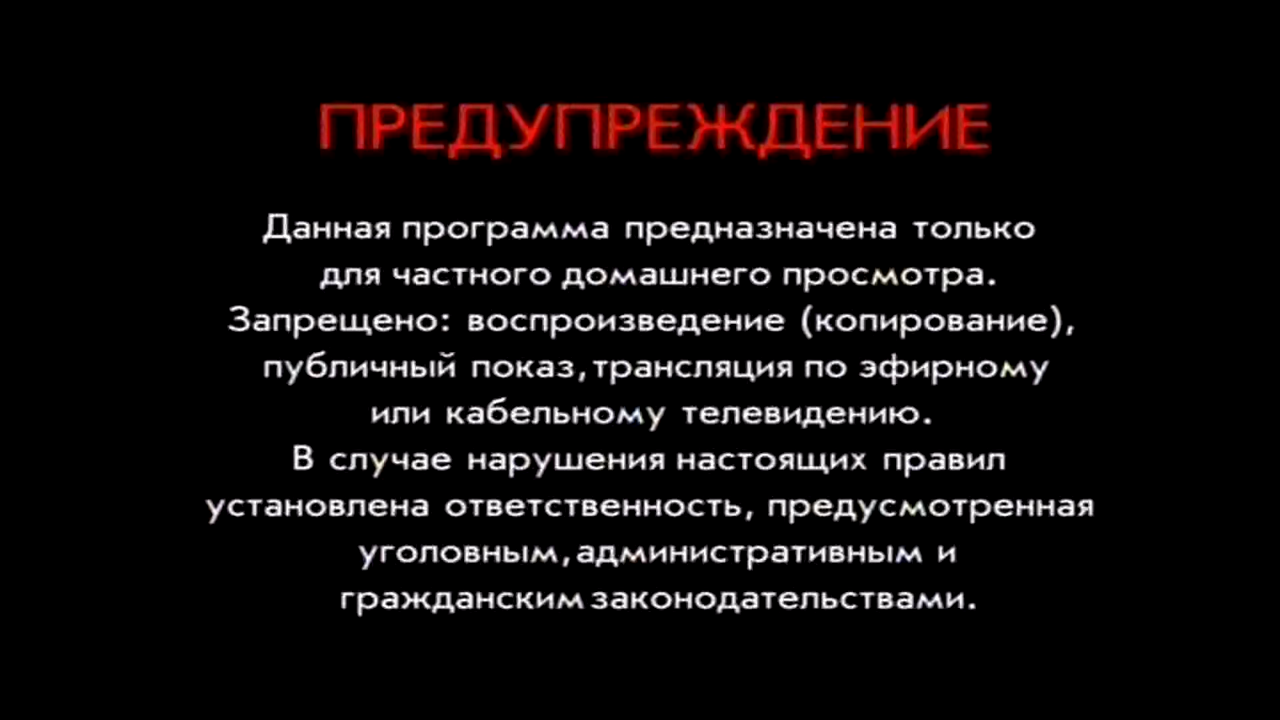 ПРЕДУПРЕЖДЕНИЕ
Данная программа предназначена только
для частного домашнего просмотра.
Запрещено: воспроизведение (копирование),
публичный показ, трансляция по эфирному
или кабельному телевидению.
В случае нарушения настоящих правил
установлена ответственность, предусмотренная
уголовным, административным и
гражданским законодательствами.